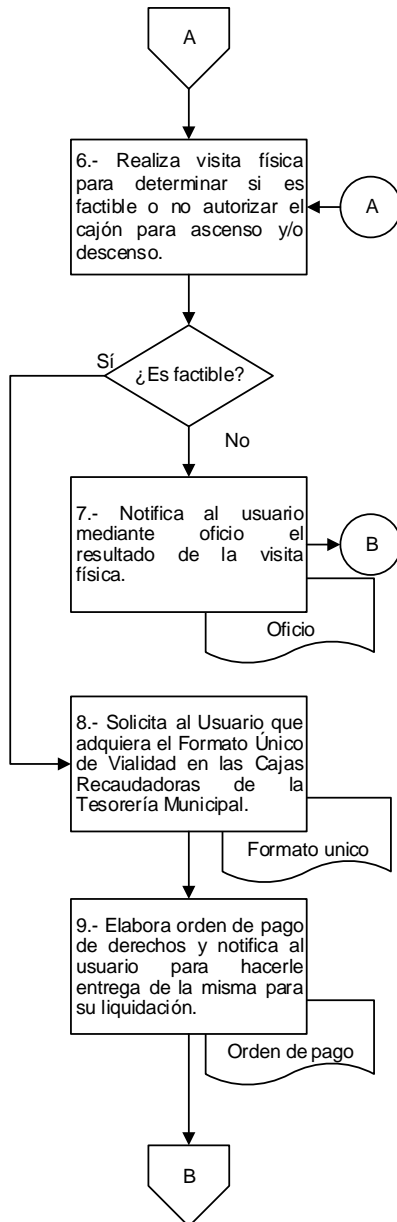 A
6.- Realiza visita física
para determinar si es
factible o no autorizar el
cajón para ascenso y/o
descenso.
A
Sí
¿Es factible?
No
7.- Notifica al usuario
mediante oficio el
resultado de la visita
física.
B
Oficio
8.- Solicita al Usuario que
adquiera el Formato Único
de Vialidad en las Cajas
Recaudadoras de la
Tesorería Municipal.
Formato unico
9.- Elabora orden de pago
de derechos y notifica al
usuario para hacerle
entrega de la misma para
su liquidación.
Orden de pago
B